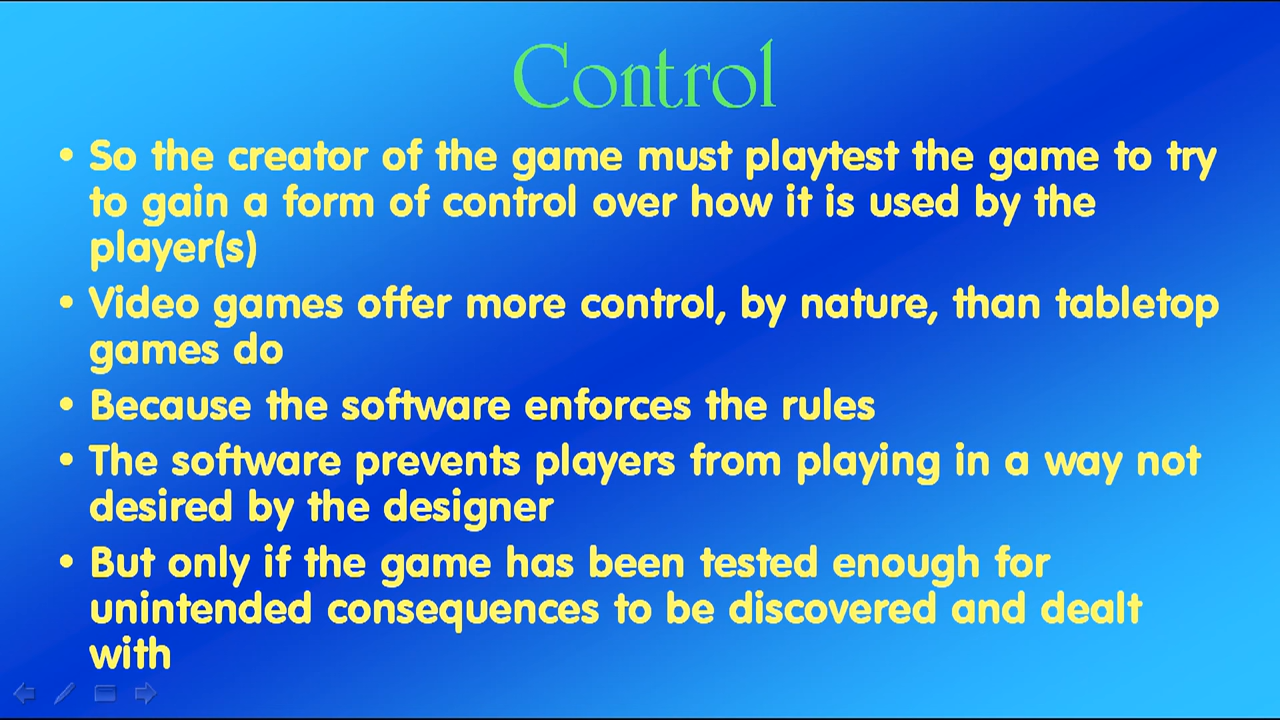 Control
• So the creator of the game must playtest the game to try
to gain a form of control over how it is used by the
player(s)
• Video games offer more control, by nature, than tabletop
games do
• Because the software enforces the rules
• The software prevents players from playing in a way not
desired by the designer
• But only if the game has been tested enough for
unintended consequences to be discovered and dealt
with